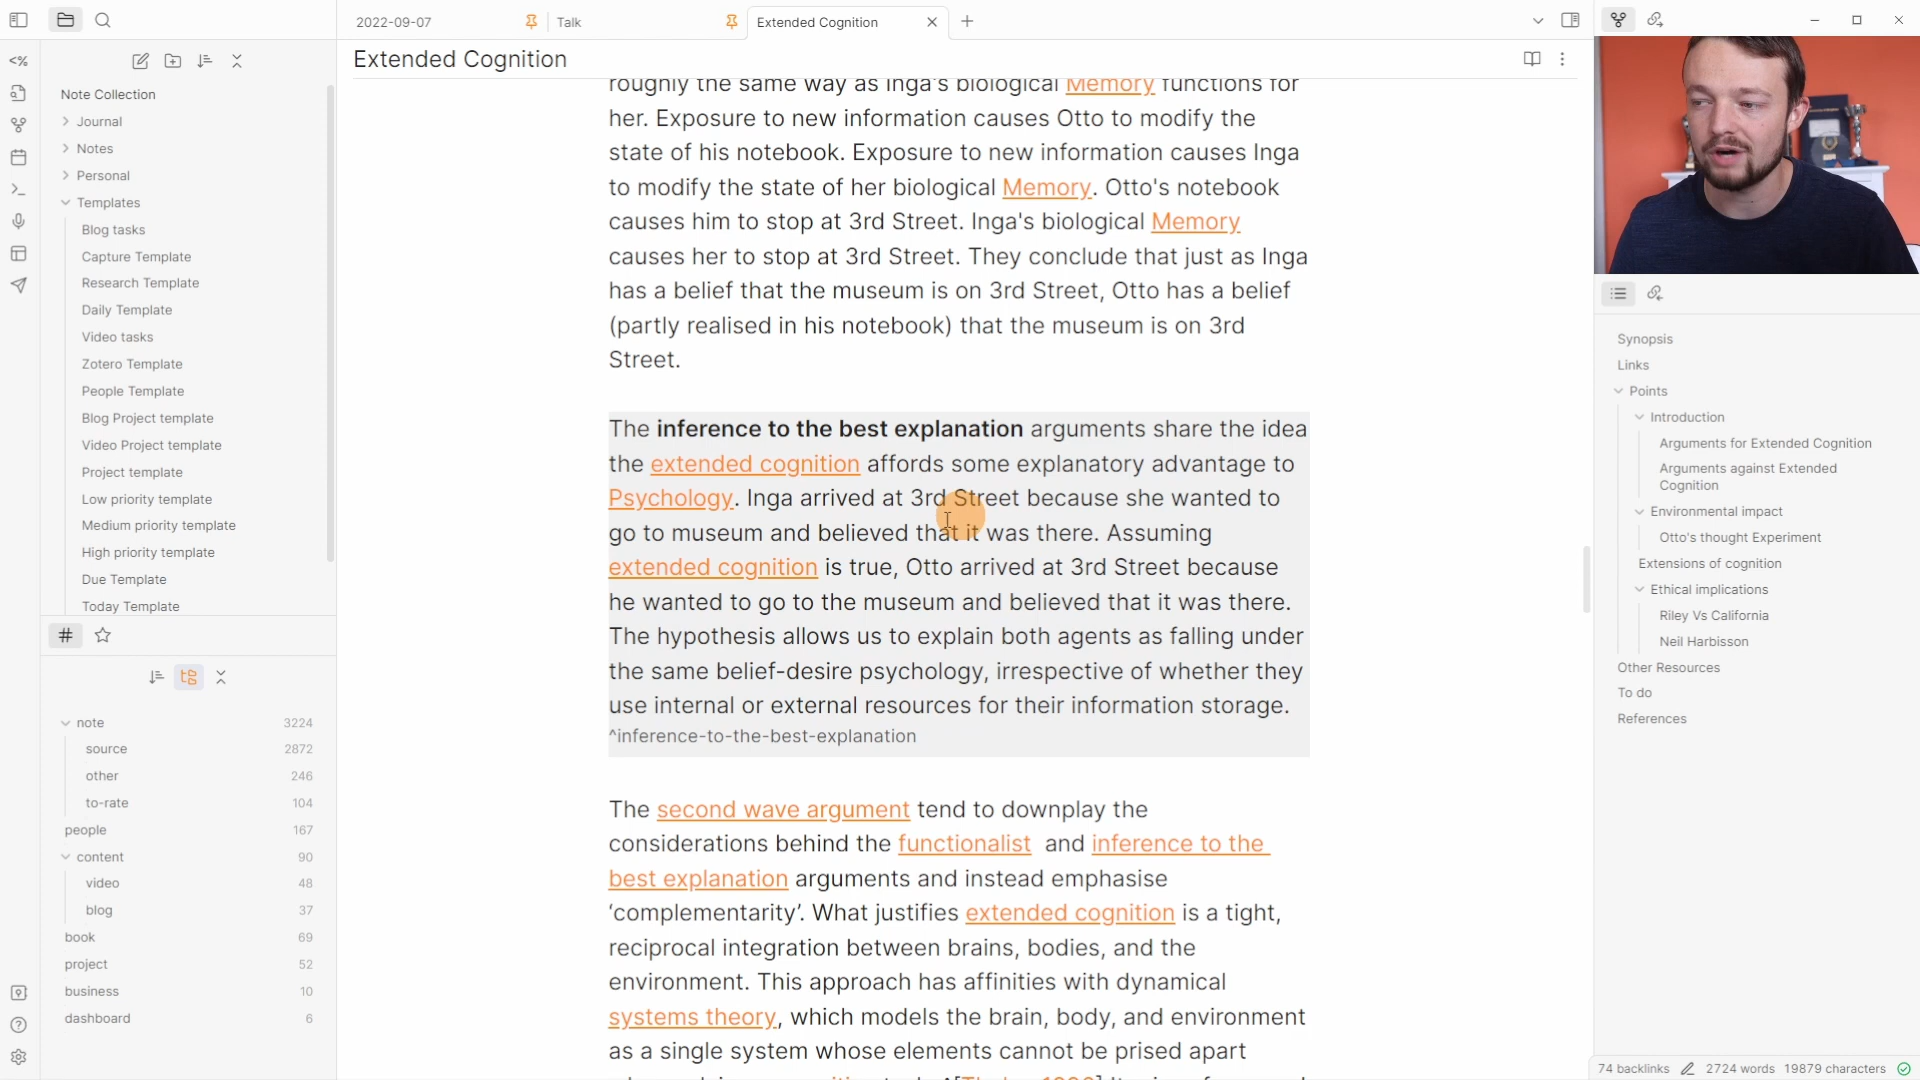 2022-09-07
Talk
Extended Cognition
Extended Cognition
Note Collection
Journal
Notes
Personal
Templates
Blog tasks
Capture Template
Research Template
Daily Template
Video tasks
Zotero Template
People Template
Blog Project template
Video Project template
Project template
Low priority template
Medium priority template
High priority template
Due Template
Today Template
note 3224
source 2872
other 246
to-rate 104
people 167
content 90
video 48
blog 37
book 69
project 52
business 10
dashboard 6
roughly the same way as Inga's biological Memory functions for
her. Exposure to new information causes Otto to modify the
state of his notebook. Exposure to new information causes Inga
to modify the state of her biological Memory. Otto's notebook
causes him to stop at 3rd Street. Inga's biological Memory
causes her to stop at 3rd Street. They conclude that just as Inga
has a belief that the museum is on 3rd Street, Otto has a belief
(partly realised in his notebook) that the museum is on 3rd
Street.
The inference to the best explanation arguments share the idea
the extended cognition affords some explanatory advantage to
Psychology. Inga arrived at 3rd Street because she wanted to
go to museum and believed that it was there. Assuming
extended cognition is true, Otto arrived at 3rd Street because
he wanted to go to the museum and believed that it was there.
The hypothesis allows us to explain both agents as falling under
the same belief-desire psychology, irrespective of whether they
use internal or external resources for their information storage.
^inference-to-the-best-explanation
The second wave argument tend to downplay the
considerations behind the functionalist and inference to the
best explanation arguments and instead emphasise
‘complementarity’. What justifies extended cognition is a tight,
reciprocal integration between brains, bodies, and the
environment. This approach has affinities with dynamical
systems theory, which models the brain, body, and environment
as a single system whose elements cannot be prised apart
Synopsis
Links
Points
Introduction
Arguments for Extended Cognition
Arguments against Extended
Cognition
Environmental impact
Otto's thought Experiment
Extensions of cognition
Ethical implications
Riley Vs California
Neil Harbisson
Other Resources
To do
References
74 backlinks 2724 words 19879 characters